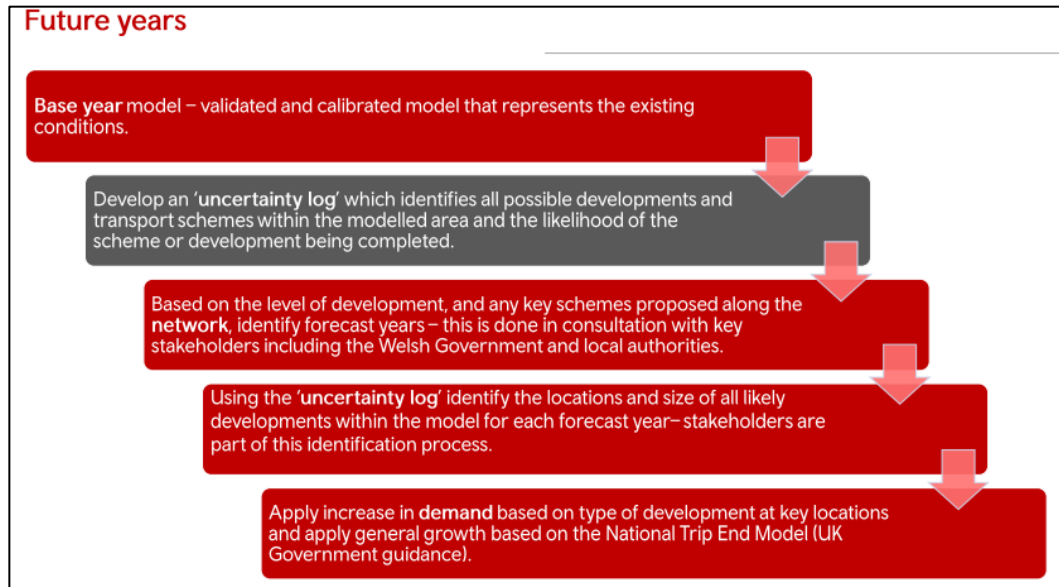 Future years
Base year model – validated and calibrated model that represents the existing
conditions.
Develop an ‘uncertainty log’ which identifies all possible developments and
transport schemes within the modelled area and the likelihood of the
scheme or development being completed.
Based on the level of development, and any key schemes proposed along the
network, identify forecast years – this is done in consultation with key
stakeholders including the Welsh Government and local authorities.
Using the ‘uncertainty log’ identify the locations and size of all likely
developments within the model for each forecast year– stakeholders are
part of this identification process.
Apply increase in demand based on type of development at key locations
and apply general growth based on the National Trip End Model (UK
Government guidance).